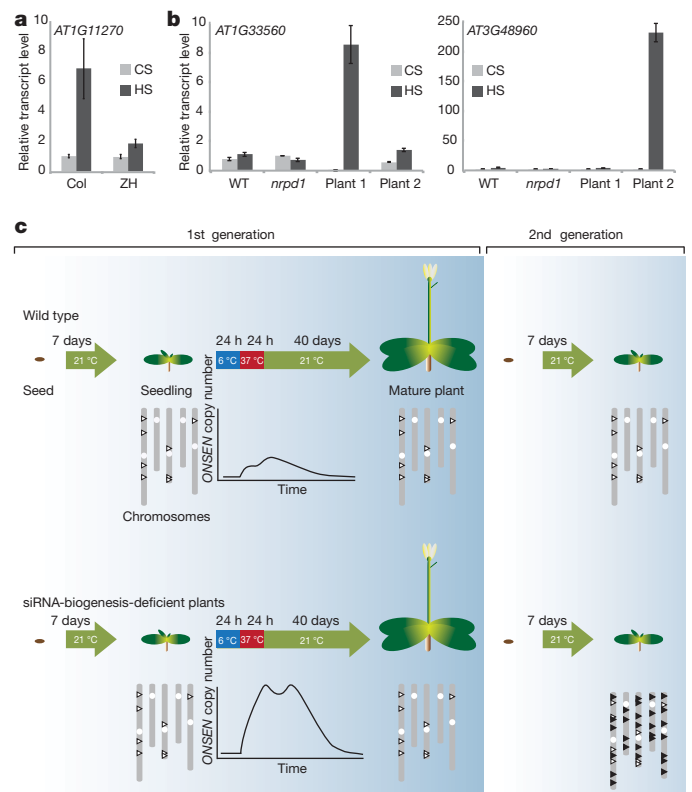 a
AT1G11270
Relative transcript level
10
8
6
4
2
0
CS
HS
Col
ZH
b
AT1G33560
Relative transcript level
10
8
6
4
2
0
CS
HS
WT
nrpd1
Plant 1
Plant 2
AT3G48960
250
200
150
100
50
0
CS
HS
WT
nrpd1
Plant 1
Plant 2
c
1st generation
2nd generation
Wild type
7 days
21 °C
24 h 24 h 40 days
6 °C 37 °C 21 °C
7 days
21 °C
Seed
Seedling
Mature plant
ONSEN copy number
Time
Chromosomes
siRNA-biogenesis-deficient plants
7 days
21 °C
24 h 24 h 40 days
6 °C 37 °C 21 °C
7 days
21 °C
ONSEN copy number
Time